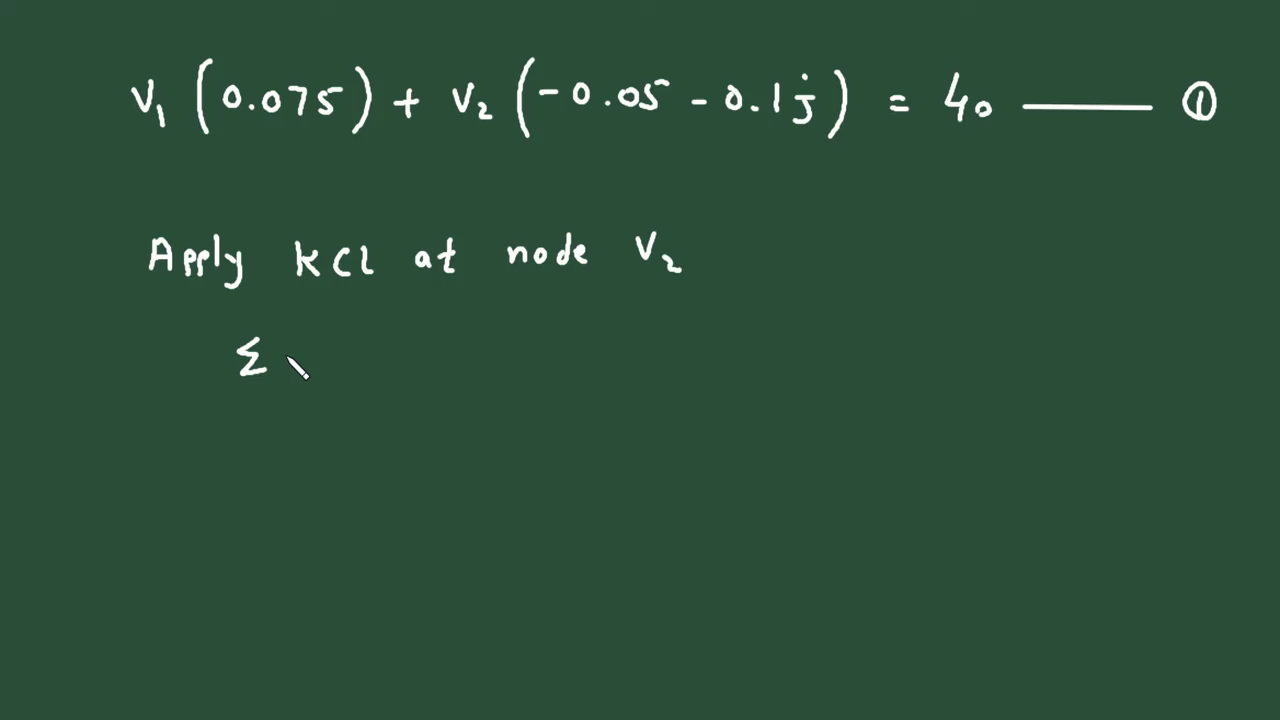 V₁ (0.075) + V₂ (-0.05 - 0.1j) = 40 —— ①
Apply KCL at node V₂
Σ